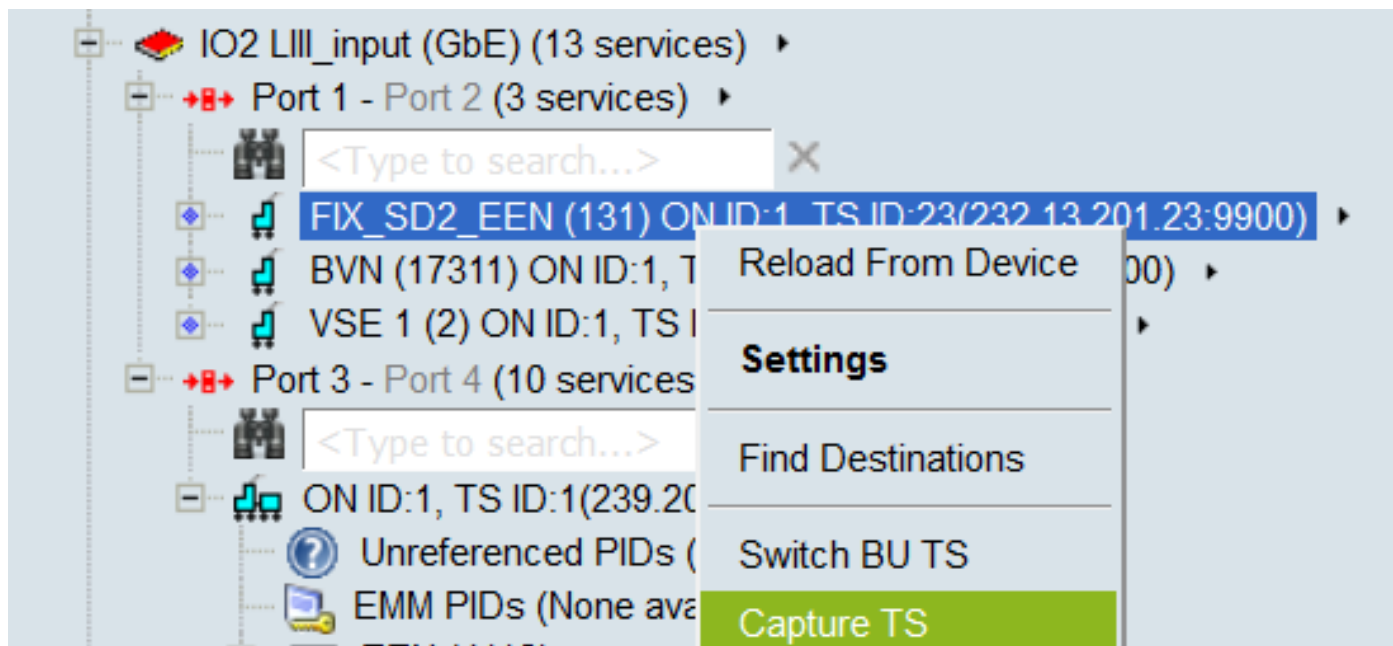 IO2 LIII_input (GbE) (13 services)
Port 1 - Port 2 (3 services)
<Type to search...>
FIX_SD2_EEN (131) ON ID:1, TS ID:23(232.13.201.23:9900)
BVN (17311) ON ID:1, T 00)
VSE 1 (2) ON ID:1, TS I
Port 3 - Port 4 (10 services
<Type to search...>
ON ID:1, TS ID:1(239.20
Unreferenced PIDs (
EMM PIDs (None ava
Reload From Device
Settings
Find Destinations
Switch BU TS
Capture TS